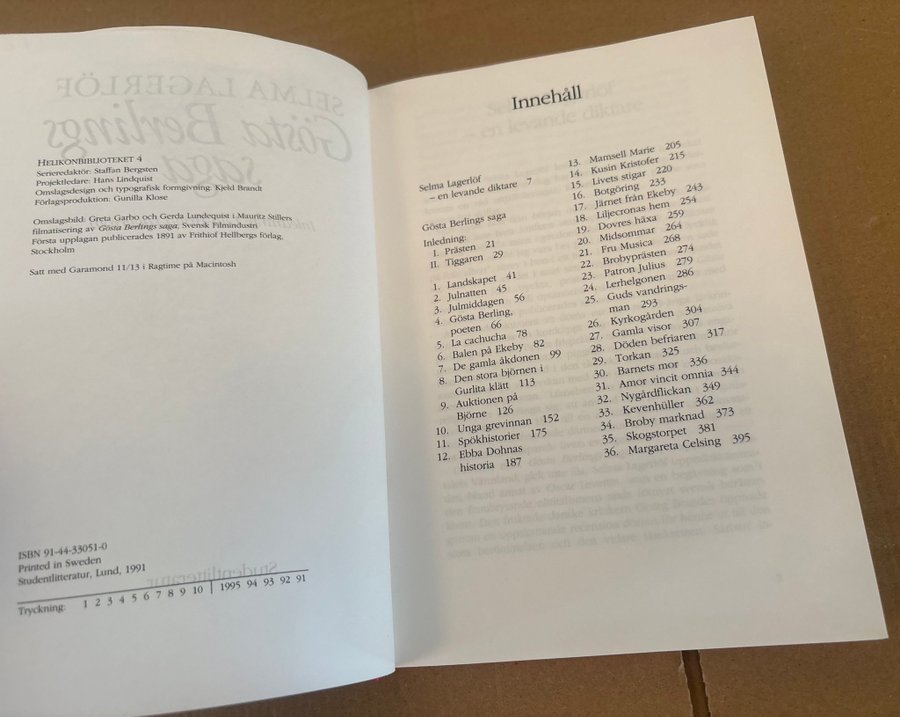 SELMA LAGERLÖF
Gösta Berlings
saga
HELIKONBIBLIOTEKET 4
Serieredaktör: Staffan Bergsten
Projektledare: Hans Lindquist
Omslagsdesign och typografisk formgivning: Kjeld Brandt
Förlagsproduktion: Gunilla Klose
Omslagsbild: Greta Garbo och Gerda Lundequist i Mauritz Stillers
filmatisering av Gösta Berlings saga, Svensk Filmindustri
Första upplagan publicerades 1891 av Frithiof Hellbergs förlag,
Stockholm
Satt med Garamond 11/13 i Ragtime på Macintosh
ISBN 91-44-33051-0
Printed in Sweden
Studentlitteratur, Lund, 1991
Studentlitteratur
Tryckning: 1 2 3 4 5 6 7 8 9 10 | 1995 94 93 92 91
Innehåll
Selma Lagerlöf
– en levande diktare 7
Gösta Berlings saga
Inledning:
I. Prästen 21
II. Tiggaren 29
1. Landskapet 41
2. Julnatten 45
3. Julmiddagen 56
4. Gösta Berling,
poeten 66
5. La cachucha 78
6. Balen på Ekeby 82
7. De gamla åkdonen 99
8. Den stora björnen i
Gurlita klätt 113
9. Auktionen på
Björne 126
10. Unga grevinnan 152
11. Spökhistorier 175
12. Ebba Dohnas
historia 187
13. Mamsell Marie 205
14. Kusin Kristofer 215
15. Livets stigar 220
16. Botgöring 233
17. Järnet från Ekeby 243
18. Liljecronas hem 254
19. Dovres häxa 259
20. Midsommar 264
21. Fru Musica 268
22. Brobyprästen 274
23. Patron Julius 279
24. Lerhelgonen 286
25. Guds vandrings-
man 293
26. Kyrkogården 304
27. Gamla visor 307
28. Döden befriaren 317
29. Torkan 325
30. Barnets mor 336
31. Amor vincit omnia 344
32. Nygårdflickan 349
33. Kevenhüller 362
34. Broby marknad 373
35. Skogstorpet 381
36. Margareta Celsing 395